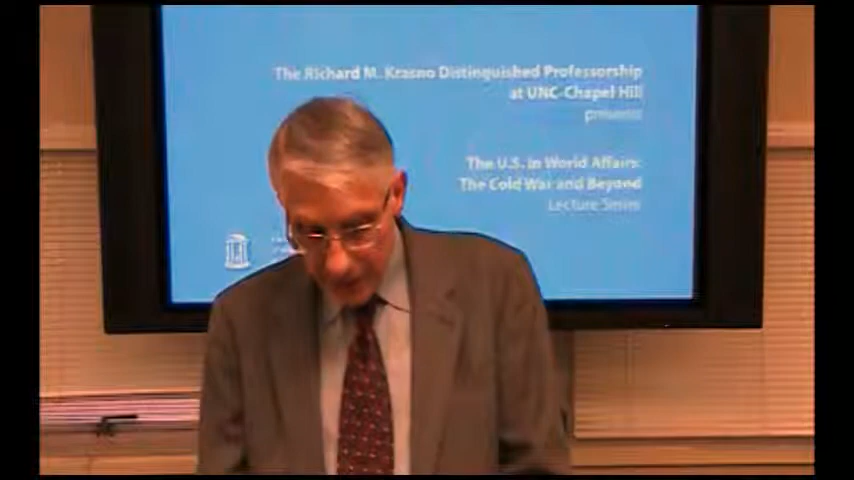 The Richard M. Krasno Distinguished Professorship
at UNC-Chapel Hill
presents
The U.S. in World Affairs:
The Cold War and Beyond
Lecture Series